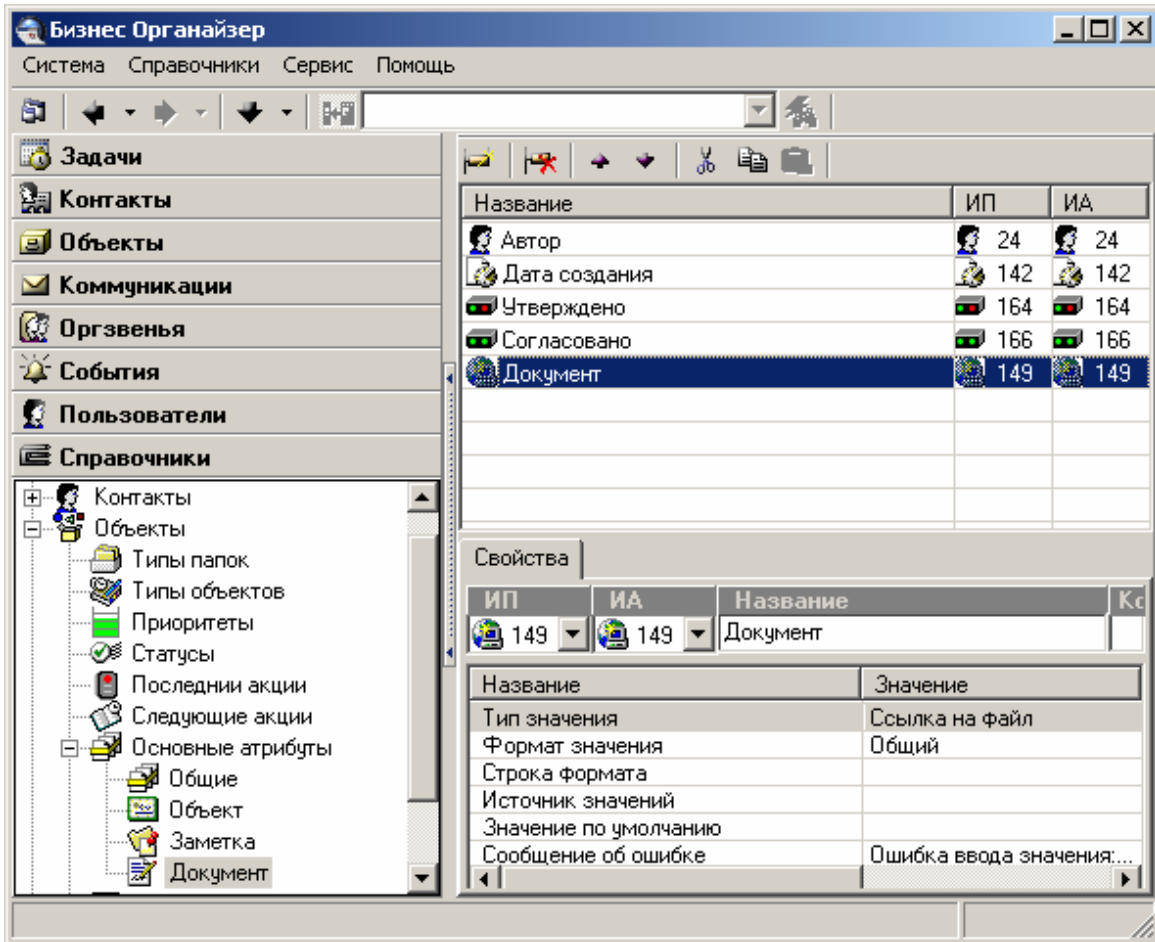 Бизнес Органайзер
Система Справочники Сервис Помощь
Задачи
Контакты
Объекты
Коммуникации
Оргзвенья
События
Пользователи
Справочники
Контакты
Объекты
Типы папок
Типы объектов
Приоритеты
Статусы
Последнии акции
Следующие акции
Основные атрибуты
Общие
Объект
Заметка
Документ
Название ИП ИА
Автор 24 24
Дата создания 142 142
Утверждено 164 164
Согласовано 166 166
Документ 149 149
Свойства
ИП ИА Название
149 149 Документ
Название Значение
Тип значения Ссылка на файл
Формат значения Общий
Строка формата
Источник значений
Значение по умолчанию
Сообщение об ошибке Ошибка ввода значения:...